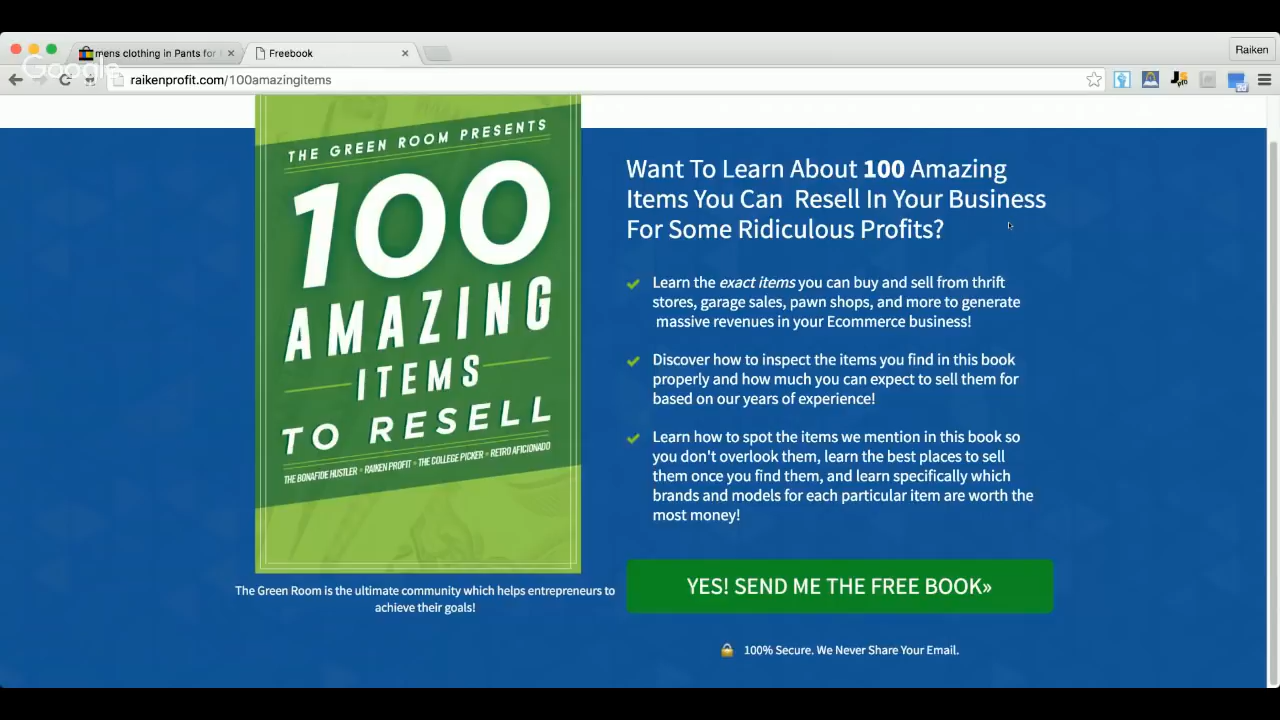 mens clothing in Pants for
Freebook
Raiken
Google
raikenprofit.com/100amazingitems
THE GREEN ROOM PRESENTS
100
AMAZING
ITEMS
TO RESELL
THE BONAFIDE HUSTLER • RAIKEN PROFIT • THE COLLEGE PICKER • RETRO AFICIONADO
The Green Room is the ultimate community which helps entrepreneurs to
achieve their goals!
Want To Learn About 100 Amazing
Items You Can Resell In Your Business
For Some Ridiculous Profits?
Learn the exact items you can buy and sell from thrift
stores, garage sales, pawn shops, and more to generate
massive revenues in your Ecommerce business!
Discover how to inspect the items you find in this book
properly and how much you can expect to sell them for
based on our years of experience!
Learn how to spot the items we mention in this book so
you don't overlook them, learn the best places to sell
them once you find them, and learn specifically which
brands and models for each particular item are worth the
most money!
YES! SEND ME THE FREE BOOK»
100% Secure. We Never Share Your Email.